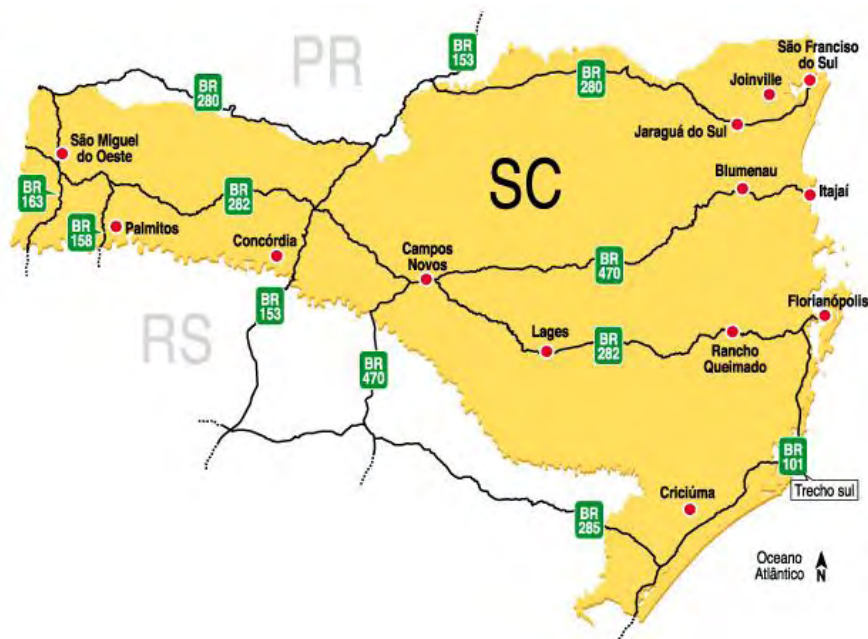 PR
BR
153
São Franciso
do Sul
Joinville
BR
280
BR
280
Jaraguá do Sul
São Miguel
do Oeste
SC
Blumenau
Itajaí
BR
163
BR
282
Palmitos
BR
158
Concórdia
Campos
Novos
BR
470
Florianópolis
BR
153
RS
Lages
BR
282
Rancho
Queimado
BR
470
BR
101
Trecho sul
Criciúma
BR
285
Oceano
Atlântico
N